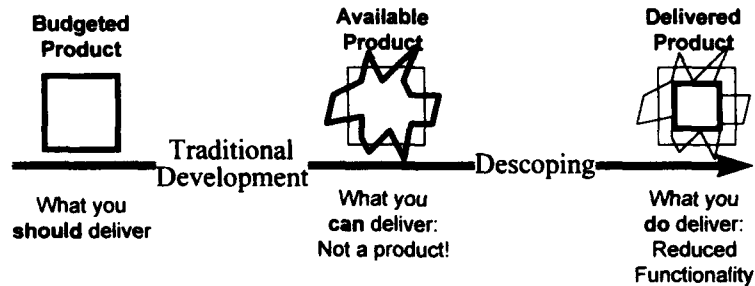 Budgeted
Product
Available
Product
Delivered
Product
Traditional
Development
Descoping
What you
should deliver
What you
can deliver:
Not a product!
What you
do deliver:
Reduced
Functionality